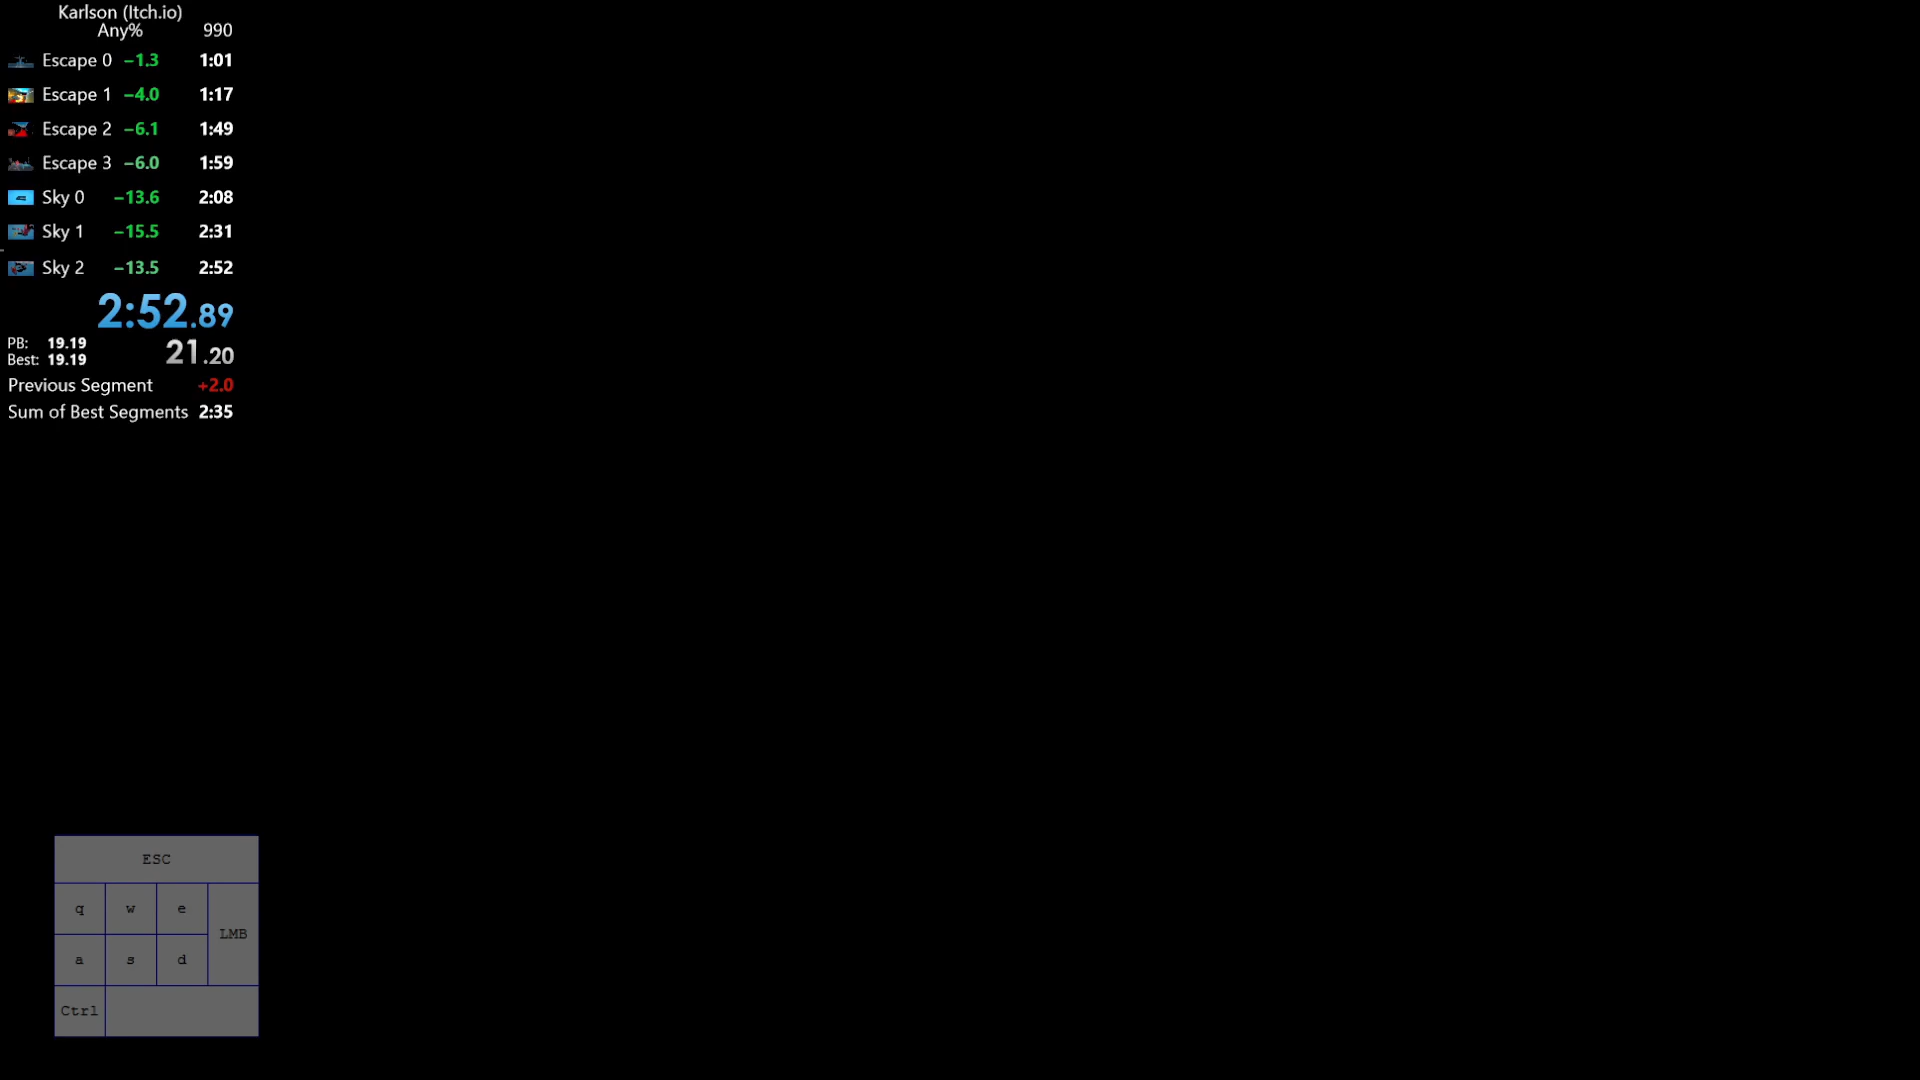 Karlson (Itch.io)
Any% 990
Escape 0 −1.3 1:01
Escape 1 −4.0 1:17
Escape 2 −6.1 1:49
Escape 3 −6.0 1:59
Sky 0 −13.6 2:08
Sky 1 −15.5 2:31
Sky 2 −13.5 2:52
2:52.89
PB: 19.19
Best: 19.19
21.20
Previous Segment +2.0
Sum of Best Segments 2:35
ESC
q w e
LMB
a s d
Ctrl